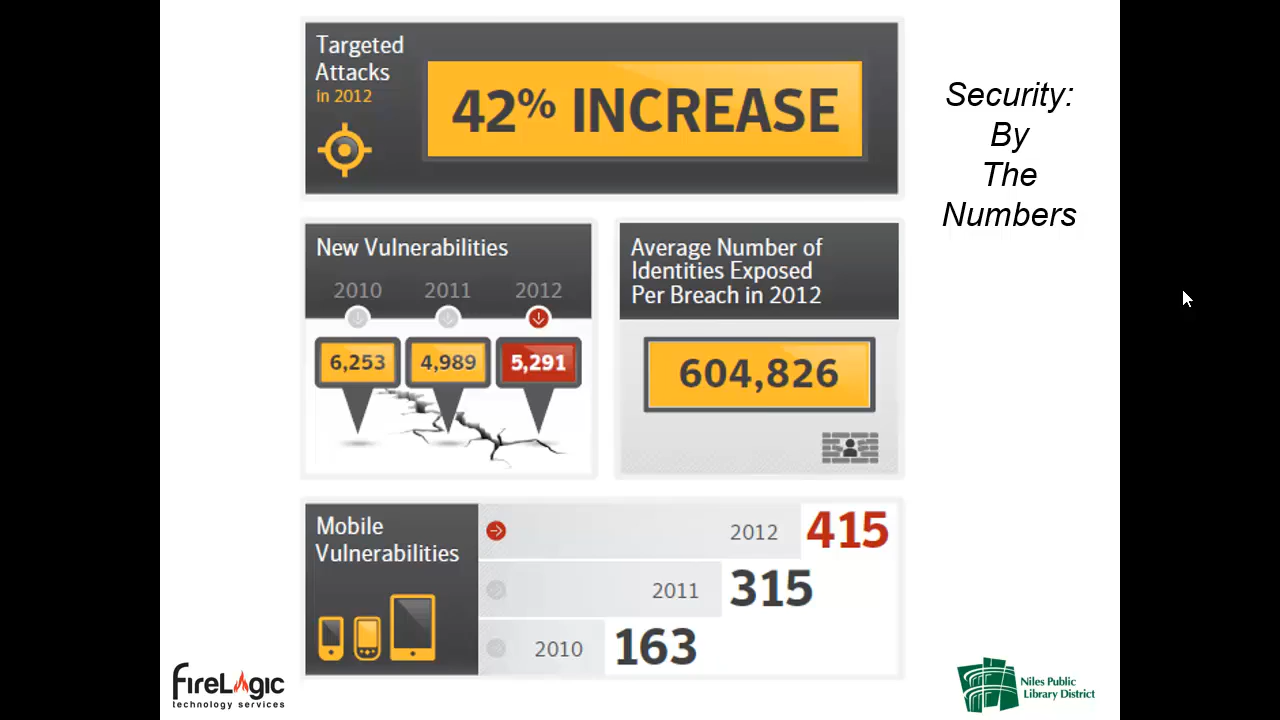 Targeted
Attacks
in 2012
42% INCREASE
Security:
By
The
Numbers
New Vulnerabilities
2010 2011 2012
6,253 4,989 5,291
Average Number of
Identities Exposed
Per Breach in 2012
604,826
Mobile
Vulnerabilities
2012 415
2011 315
2010 163
FireLogic
technology services
Niles Public
Library District